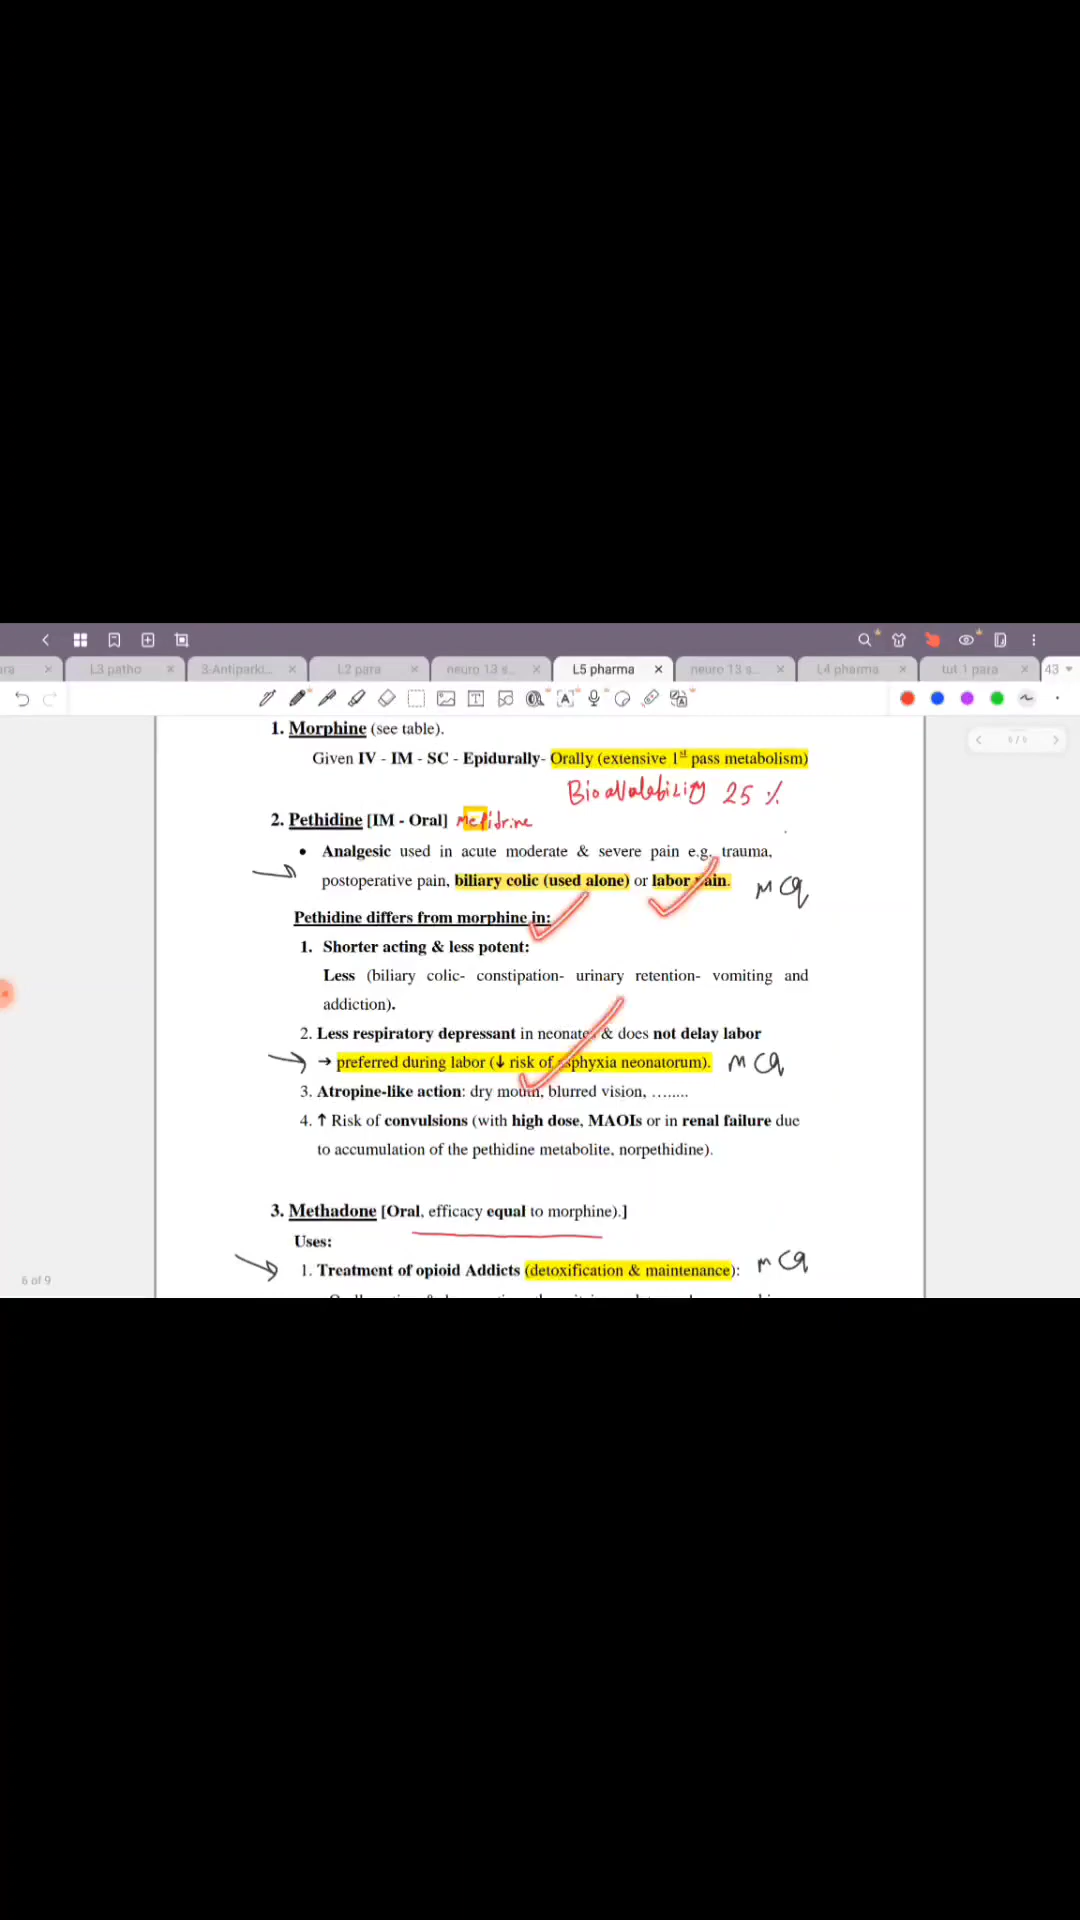 ara × L3 patho × 3-Antiparki... × L2 para × neuro 13 s... × L5 pharma × neuro 13 s... × L4 pharma × tut 1 para × 43
6/9
1. Morphine (see table).
Given IV - IM - SC - Epidurally- Orally (extensive 1st pass metabolism)
Bioavalability 25 %
2. Pethidine [IM - Oral] Mepidrine
• Analgesic used in acute moderate & severe pain e.g. trauma,
postoperative pain, biliary colic (used alone) or labor pain. MCQ
Pethidine differs from morphine in:
1. Shorter acting & less potent:
Less (biliary colic- constipation- urinary retention- vomiting and
addiction).
2. Less respiratory depressant in neonates & does not delay labor
→ preferred during labor (↓ risk of asphyxia neonatorum). MCQ
3. Atropine-like action: dry mouth, blurred vision, ........
4. ↑ Risk of convulsions (with high dose, MAOIs or in renal failure due
to accumulation of the pethidine metabolite, norpethidine).
3. Methadone [Oral, efficacy equal to morphine).]
Uses:
1. Treatment of opioid Addicts (detoxification & maintenance): MCQ
6 of 9